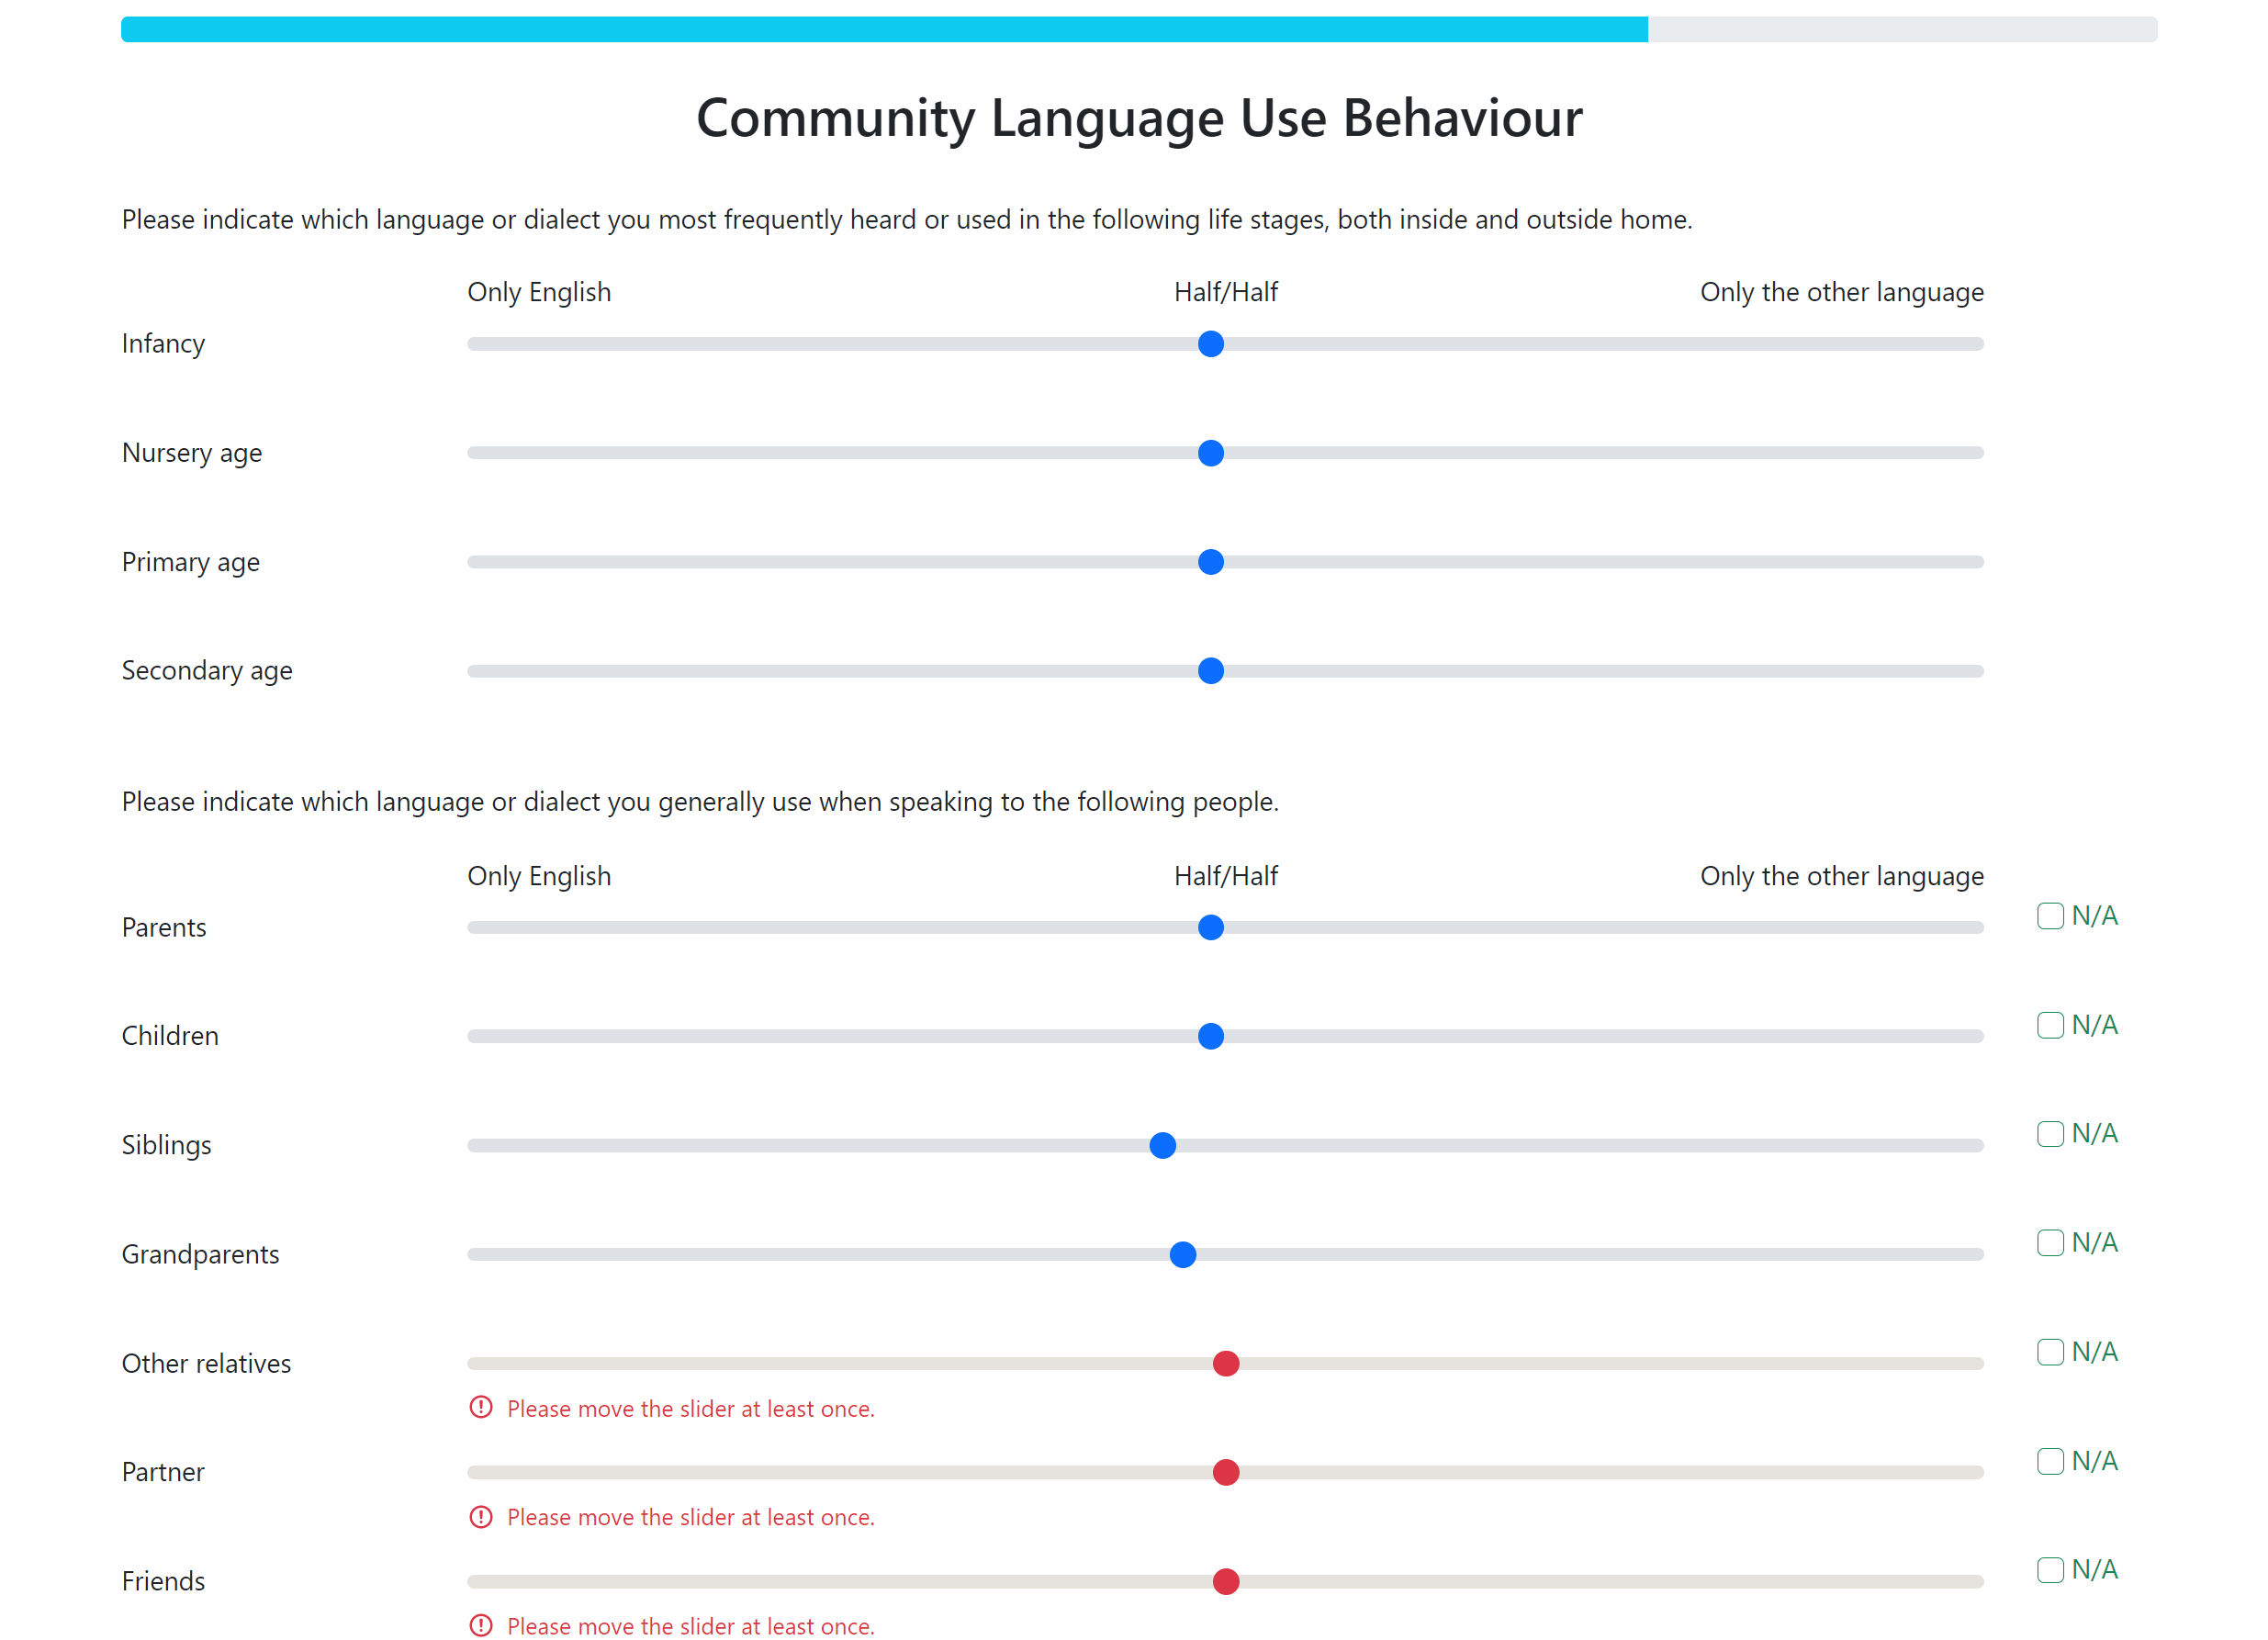 Community Language Use Behaviour
Please indicate which language or dialect you most frequently heard or used in the following life stages, both inside and outside home.
Only English Half/Half Only the other language
Infancy
Nursery age
Primary age
Secondary age
Please indicate which language or dialect you generally use when speaking to the following people.
Only English Half/Half Only the other language
Parents N/A
Children N/A
Siblings N/A
Grandparents N/A
Other relatives N/A
Please move the slider at least once.
Partner N/A
Please move the slider at least once.
Friends N/A
Please move the slider at least once.